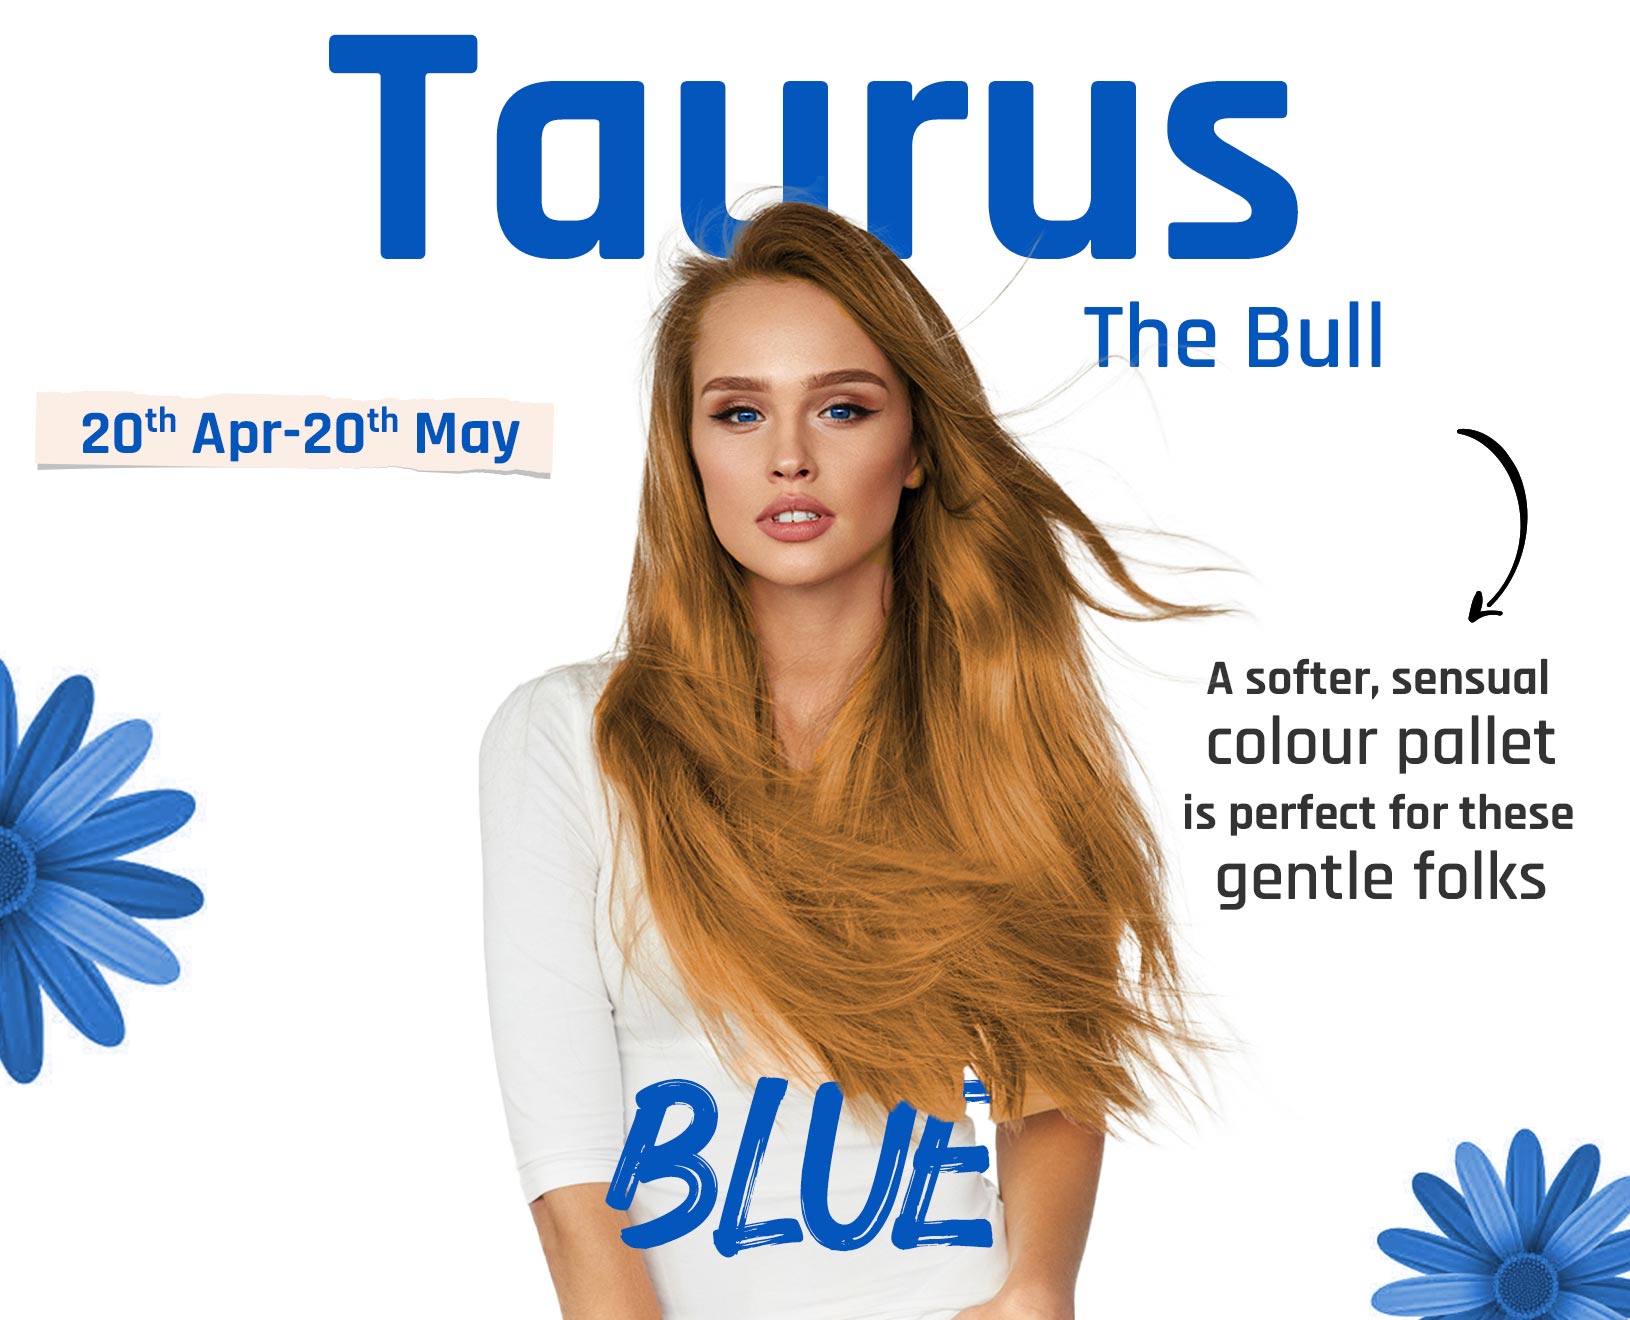 Taurus
The Bull
20th Apr-20th May
A softer, sensual
colour pallet
is perfect for these
gentle folks
BLUE